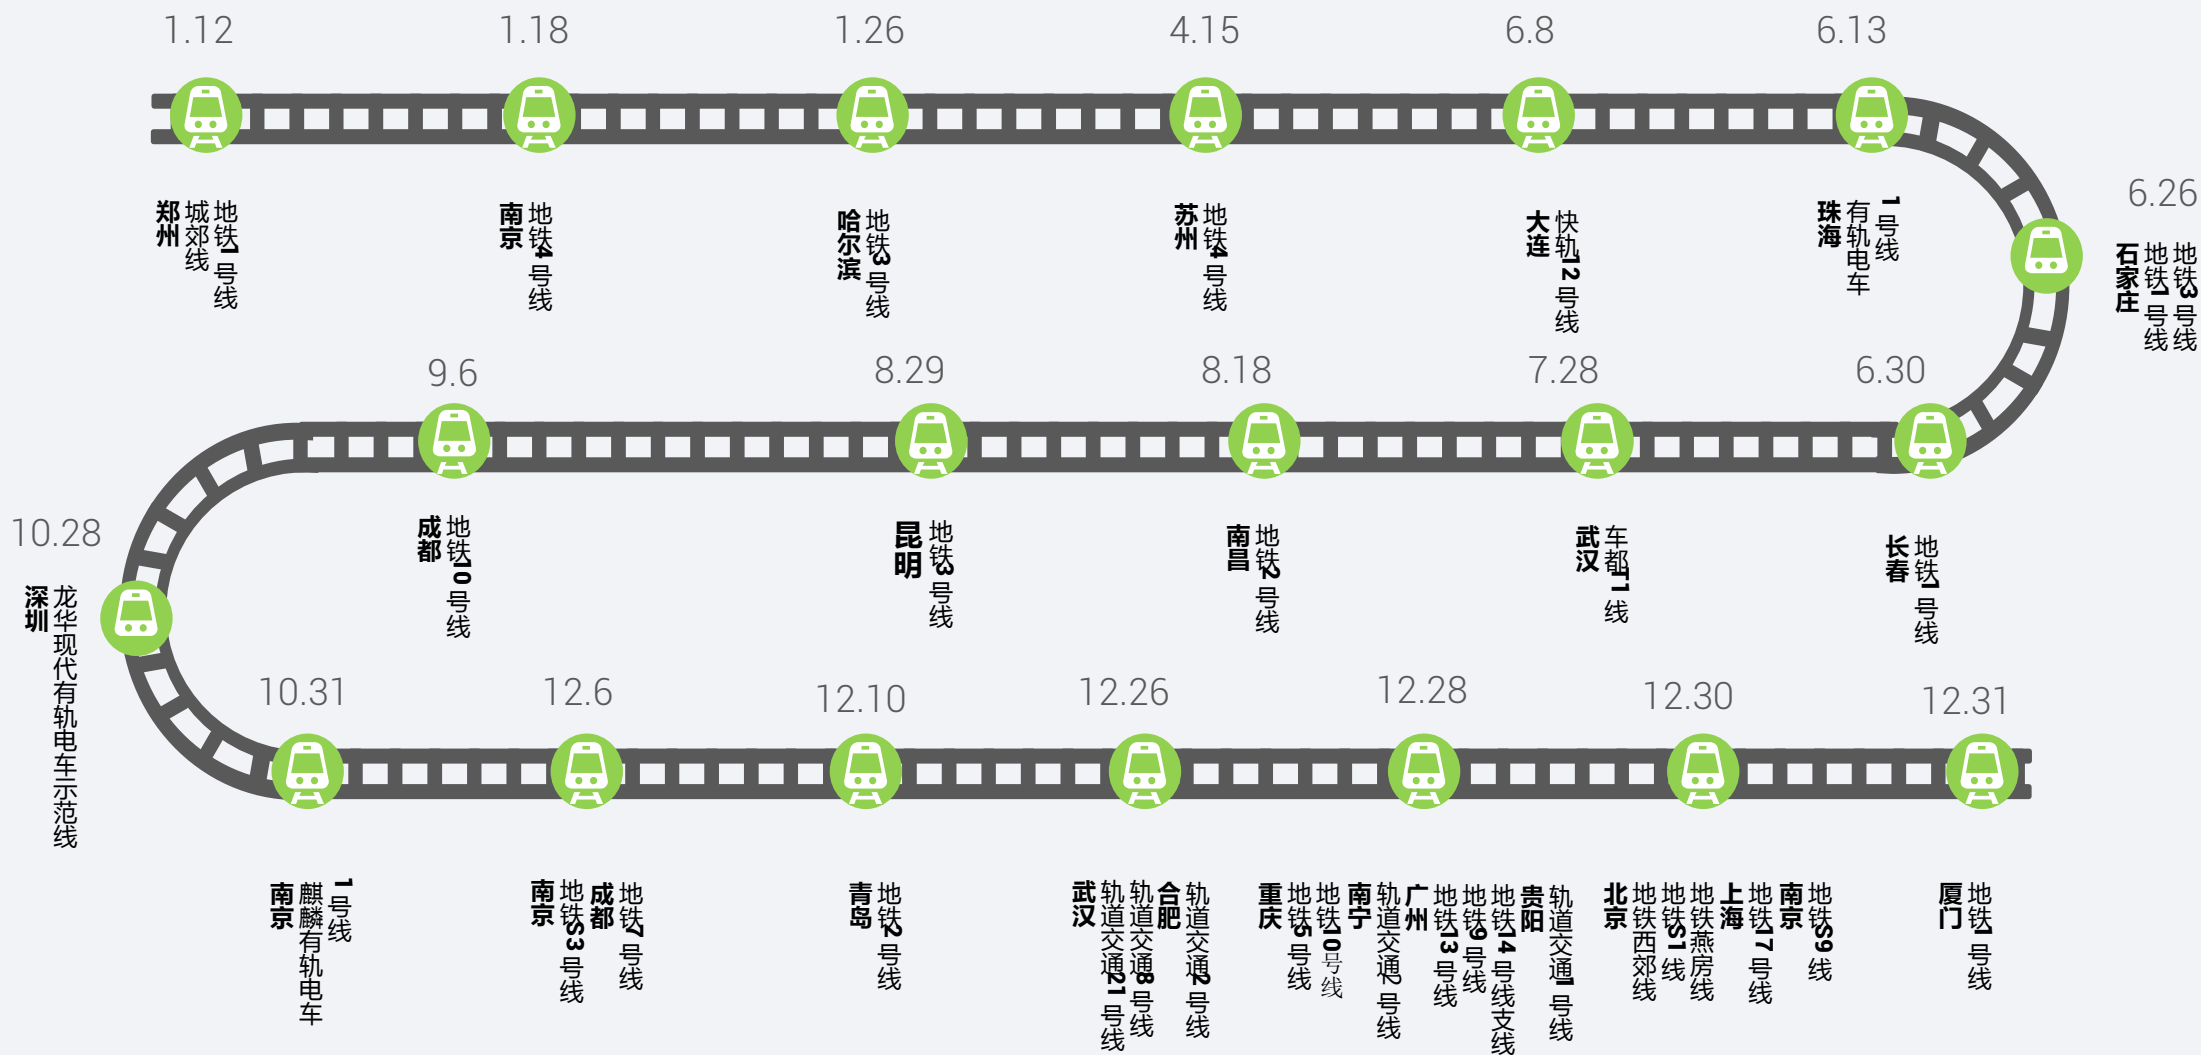 1.12
郑州
城郊线
地铁1号线
1.18
南京
地铁4号线
1.26
哈尔滨
地铁3号线
4.15
苏州
地铁4号线
6.8
大连
快轨12号线
6.13
珠海
有轨电车
1号线
6.26
石家庄
地铁1号线
地铁3号线
6.30
长春
地铁1号线
7.28
武汉
车都T1线
8.18
南昌
地铁2号线
8.29
昆明
地铁3号线
9.6
成都
地铁10号线
10.28
深圳
龙华现代有轨电车示范线
10.31
南京
麒麟有轨电车
1号线
12.6
南京
地铁S3号线
成都
地铁7号线
12.10
青岛
地铁2号线
12.26
武汉
轨道交通21号线
轨道交通8号线
合肥
轨道交通2号线
12.28
重庆
地铁5号线
地铁10号线
南宁
轨道交通2号线
广州
地铁13号线
地铁9号线
地铁14号线支线
贵阳
轨道交通1号线
12.30
北京
地铁西郊线
地铁S1线
地铁燕房线
上海
地铁17号线
南京
地铁S9线
12.31
厦门
地铁1号线